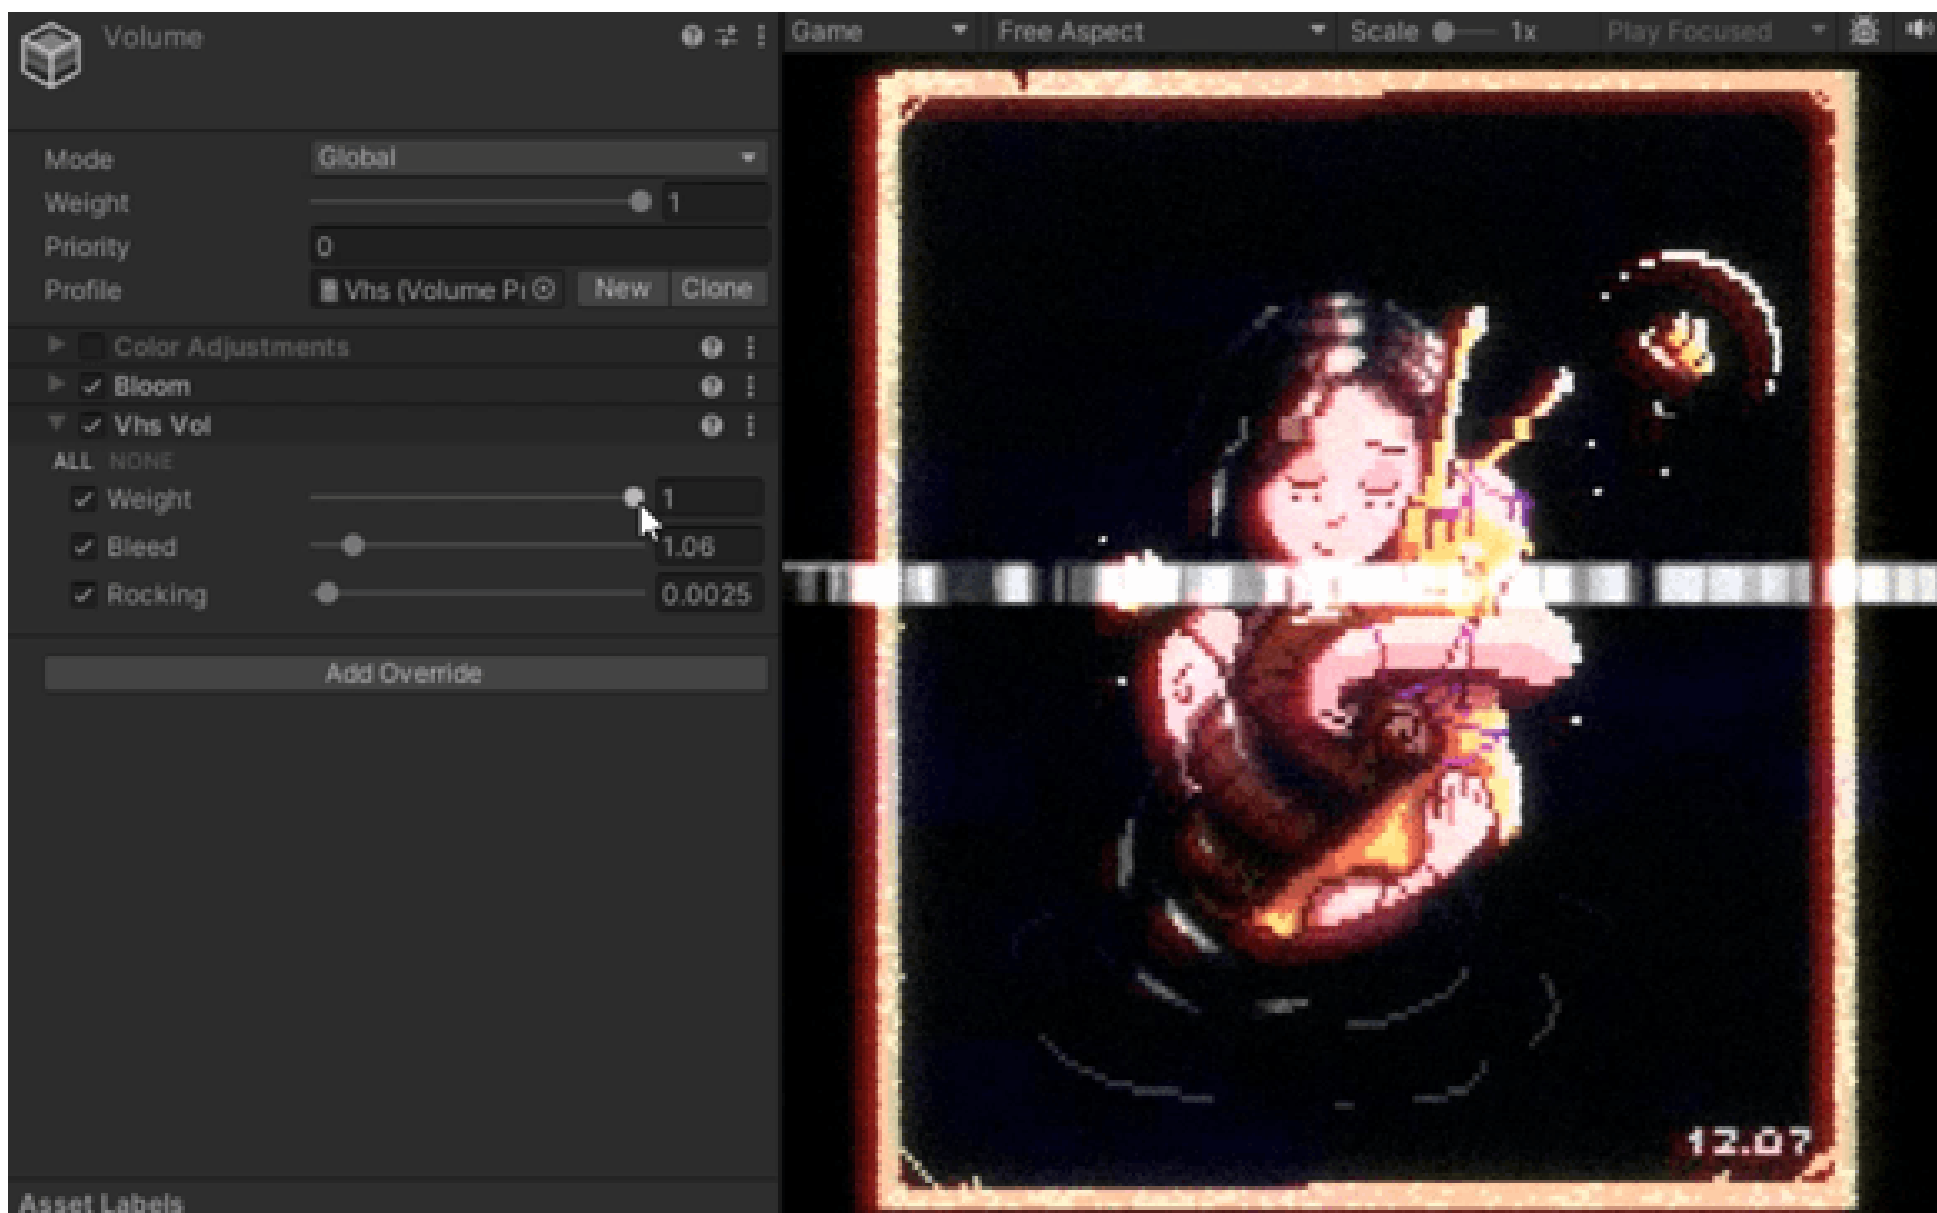 Volume
Game Free Aspect Scale 1x Play Focused
Mode Global
Weight 1
Priority 0
Profile Vhs (Volume Pr New Clone
Color Adjustments
Bloom
Vhs Vol
ALL NONE
Weight 1
Bleed 1.06
Rocking 0.0025
Add Override
12.07
Asset Labels